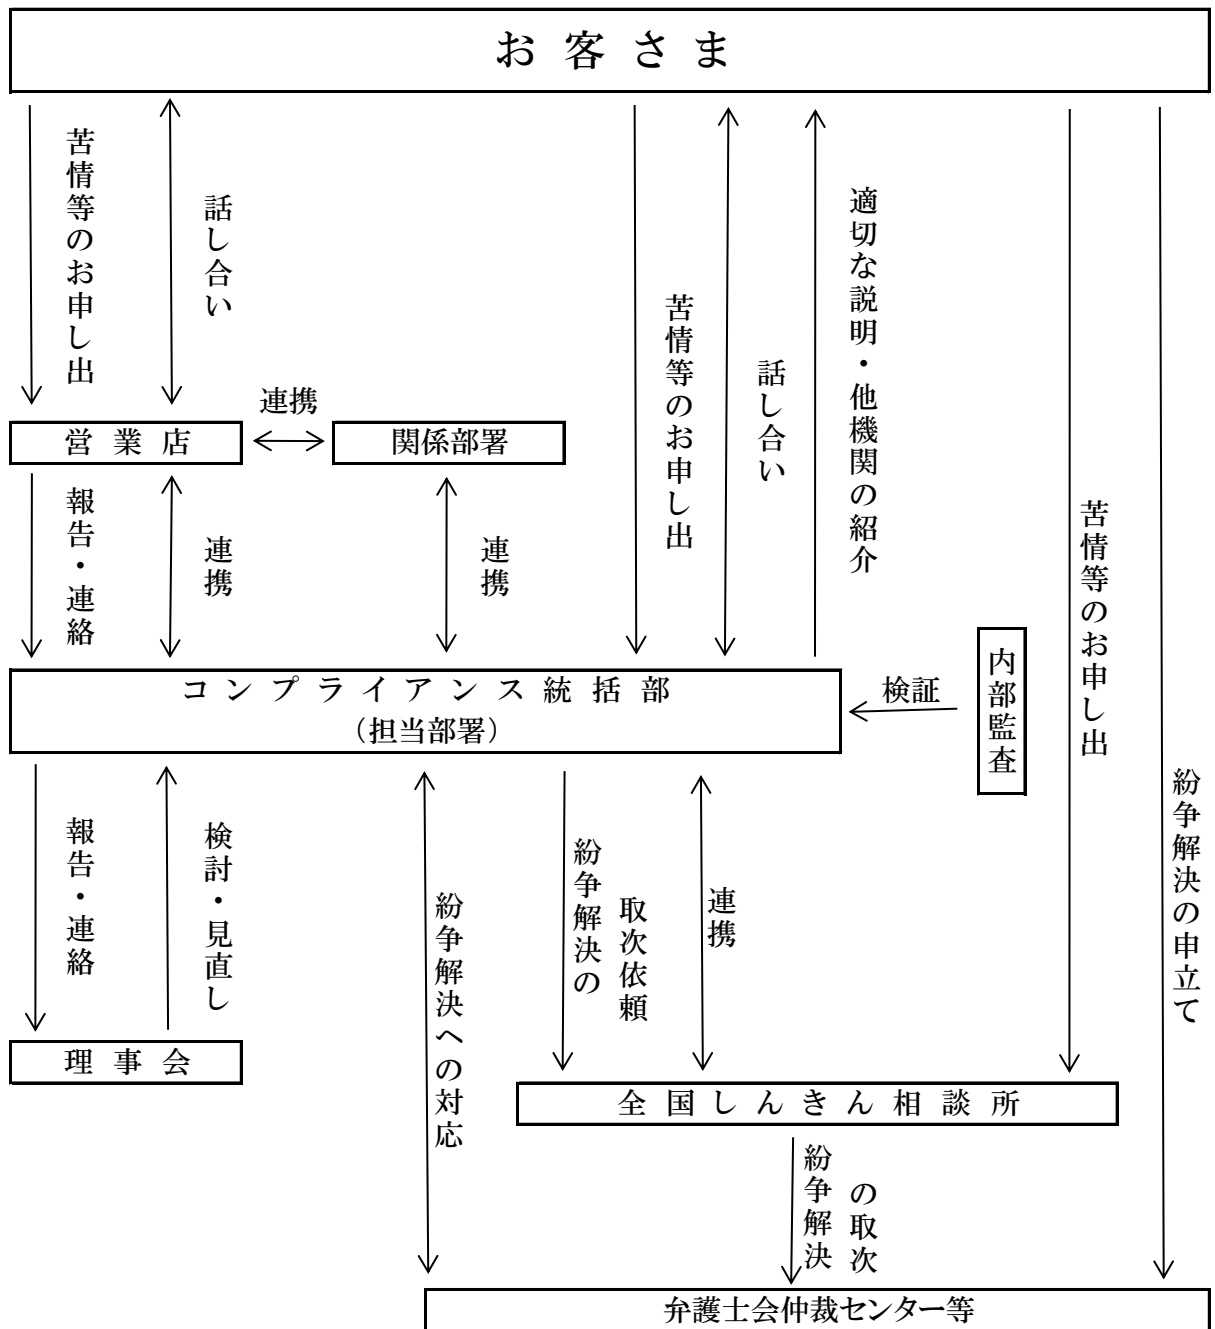 お客さま
苦情等のお申し出
話し合い
苦情等のお申し出
話し合い
適切な説明・他機関の紹介
苦情等のお申し出
紛争解決の申立て
連携
営業店
関係部署
報告・連絡
連携
連携
コンプライアンス統括部
（担当部署）
検証
内部監査
報告・連絡
検討・見直し
紛争解決への対応
紛争解決の
取次依頼
連携
理事会
全国しんきん相談所
紛争解決
の取次
弁護士会仲裁センター等